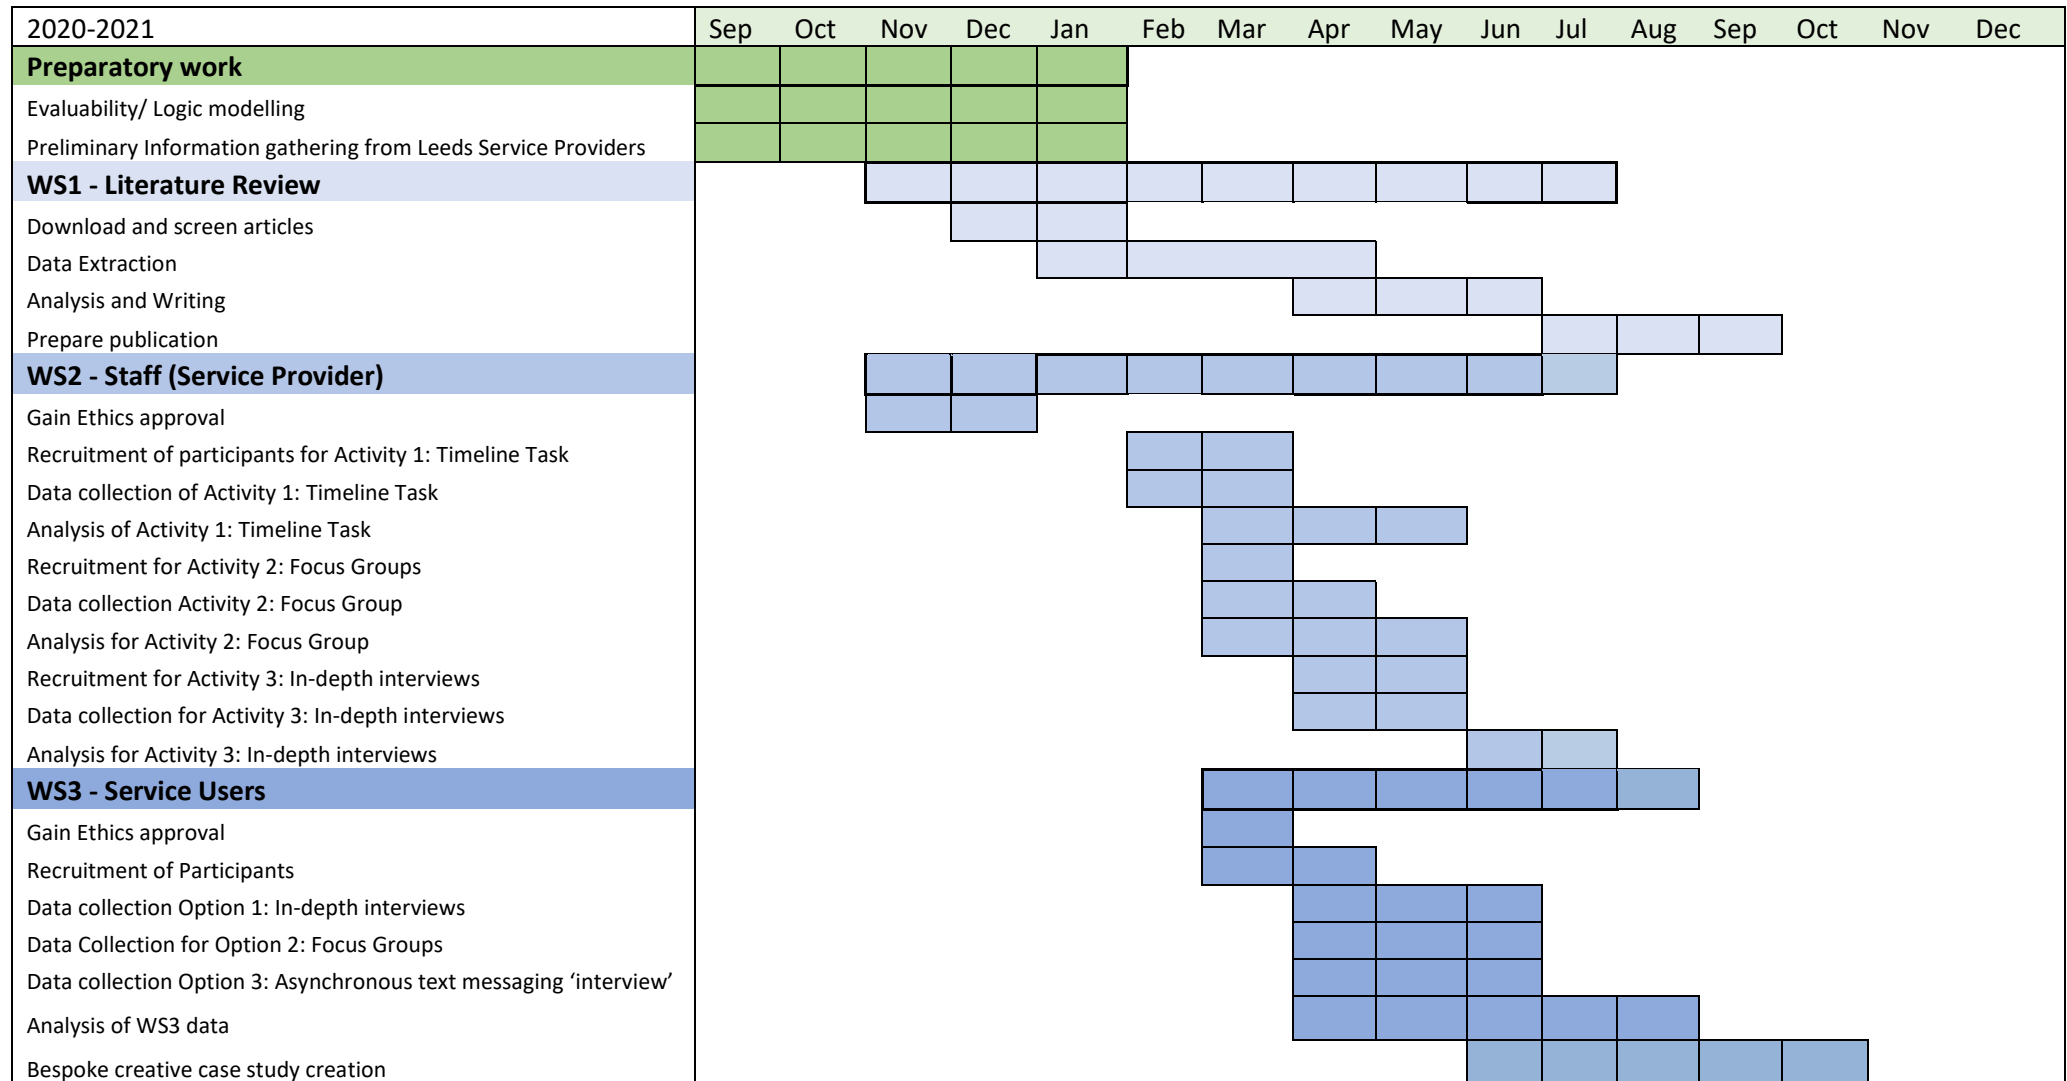 2020-2021 Sep Oct Nov Dec Jan Feb Mar Apr May Jun Jul Aug Sep Oct Nov Dec
Preparatory work
Evaluability/ Logic modelling
Preliminary Information gathering from Leeds Service Providers
WS1 - Literature Review
Download and screen articles
Data Extraction
Analysis and Writing
Prepare publication
WS2 - Staff (Service Provider)
Gain Ethics approval
Recruitment of participants for Activity 1: Timeline Task
Data collection of Activity 1: Timeline Task
Analysis of Activity 1: Timeline Task
Recruitment for Activity 2: Focus Groups
Data collection Activity 2: Focus Group
Analysis for Activity 2: Focus Group
Recruitment for Activity 3: In-depth interviews
Data collection for Activity 3: In-depth interviews
Analysis for Activity 3: In-depth interviews
WS3 - Service Users
Gain Ethics approval
Recruitment of Participants
Data collection Option 1: In-depth interviews
Data Collection for Option 2: Focus Groups
Data collection Option 3: Asynchronous text messaging ‘interview’
Analysis of WS3 data
Bespoke creative case study creation